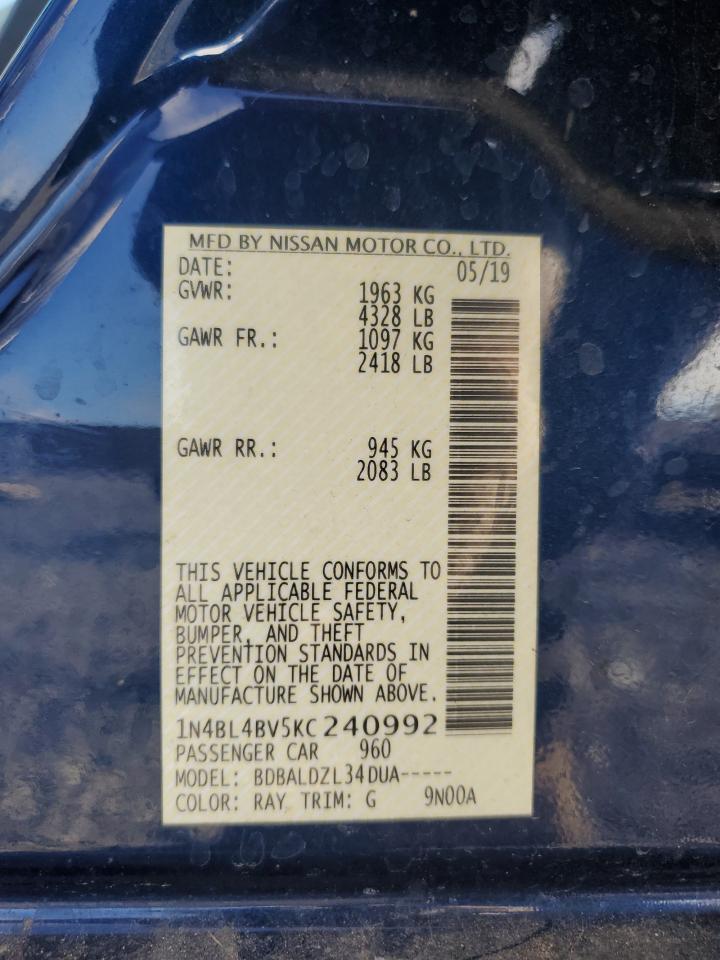 MFD BY NISSAN MOTOR CO., LTD.
DATE: 05/19
GVWR: 1963 KG
4328 LB
GAWR FR.: 1097 KG
2418 LB
GAWR RR.: 945 KG
2083 LB
THIS VEHICLE CONFORMS TO
ALL APPLICABLE FEDERAL
MOTOR VEHICLE SAFETY,
BUMPER, AND THEFT
PREVENTION STANDARDS IN
EFFECT ON THE DATE OF
MANUFACTURE SHOWN ABOVE.
1N4BL4BV5KC240992
PASSENGER CAR 960
MODEL: BDBALDZL34DUA-----
COLOR: RAY TRIM: G 9N00A